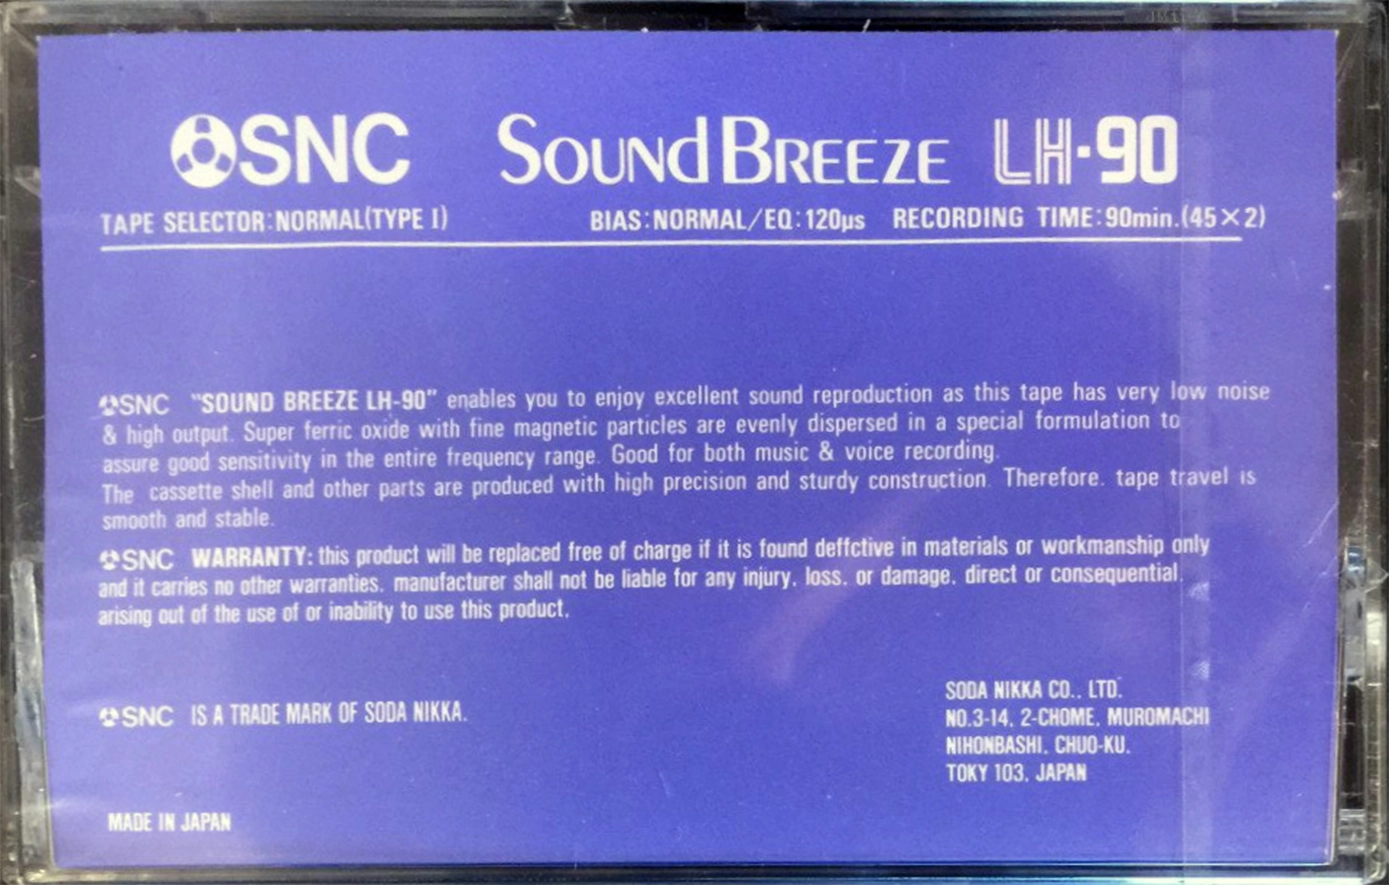 SNC SOUND BREEZE LH-90
TAPE SELECTOR:NORMAL(TYPE I) BIAS:NORMAL/EQ:120µs RECORDING TIME:90min.(45×2)
SNC "SOUND BREEZE LH-90" enables you to enjoy excellent sound reproduction as this tape has very low noise
& high output. Super ferric oxide with fine magnetic particles are evenly dispersed in a special formulation to
assure good sensitivity in the entire frequency range. Good for both music & voice recording.
The cassette shell and other parts are produced with high precision and sturdy construction. Therefore. tape travel is
smooth and stable.
SNC WARRANTY: this product will be replaced free of charge if it is found deffctive in materials or workmanship only
and it carries no other warranties. manufacturer shall not be liable for any injury. loss. or damage. direct or consequential.
arising out of the use of or inability to use this product.
SNC IS A TRADE MARK OF SODA NIKKA.
SODA NIKKA CO.. LTD.
NO.3-14. 2-CHOME. MUROMACHI
NIHONBASHI. CHUO-KU.
TOKY 103. JAPAN
MADE IN JAPAN